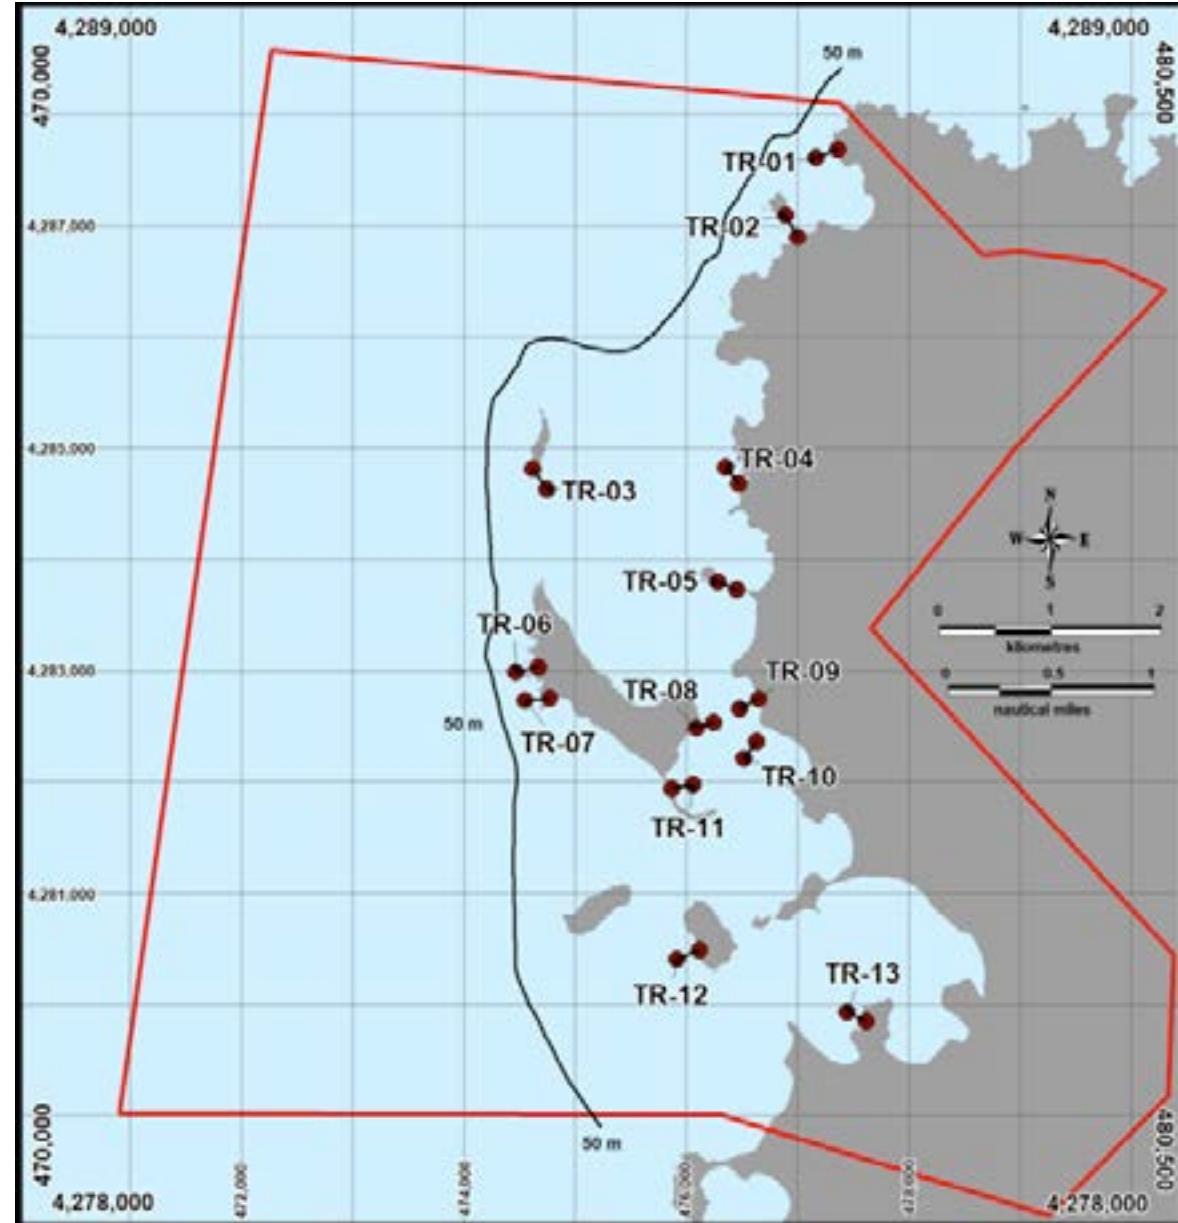 4,289,000
4,289,000
470,000
480,500
50 m
TR-01
4,287,000
TR-02
4,285,000
TR-04
TR-03
N
W
E
S
TR-05
0
1
2
kilometres
TR-06
4,283,000
TR-09
TR-08
0
0.5
1
nautical miles
50 m
TR-07
TR-10
TR-11
4,281,000
TR-13
TR-12
50 m
470,000
480,500
472,000
474,000
476,000
478,000
4,278,000
4,278,000